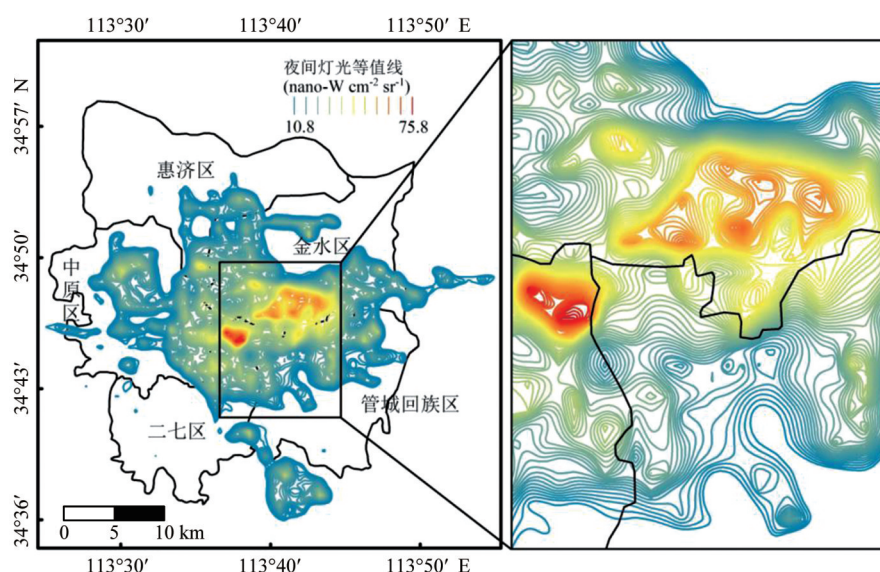 113°30′ 113°40′ 113°50′ E
夜间灯光等值线
(nano-W cm⁻² sr⁻¹)
10.8 75.8
34°57′ N
惠济区
34°50′
金水区
中原区
34°43′
管城回族区
二七区
34°36′
0 5 10 km
113°30′ 113°40′ 113°50′ E